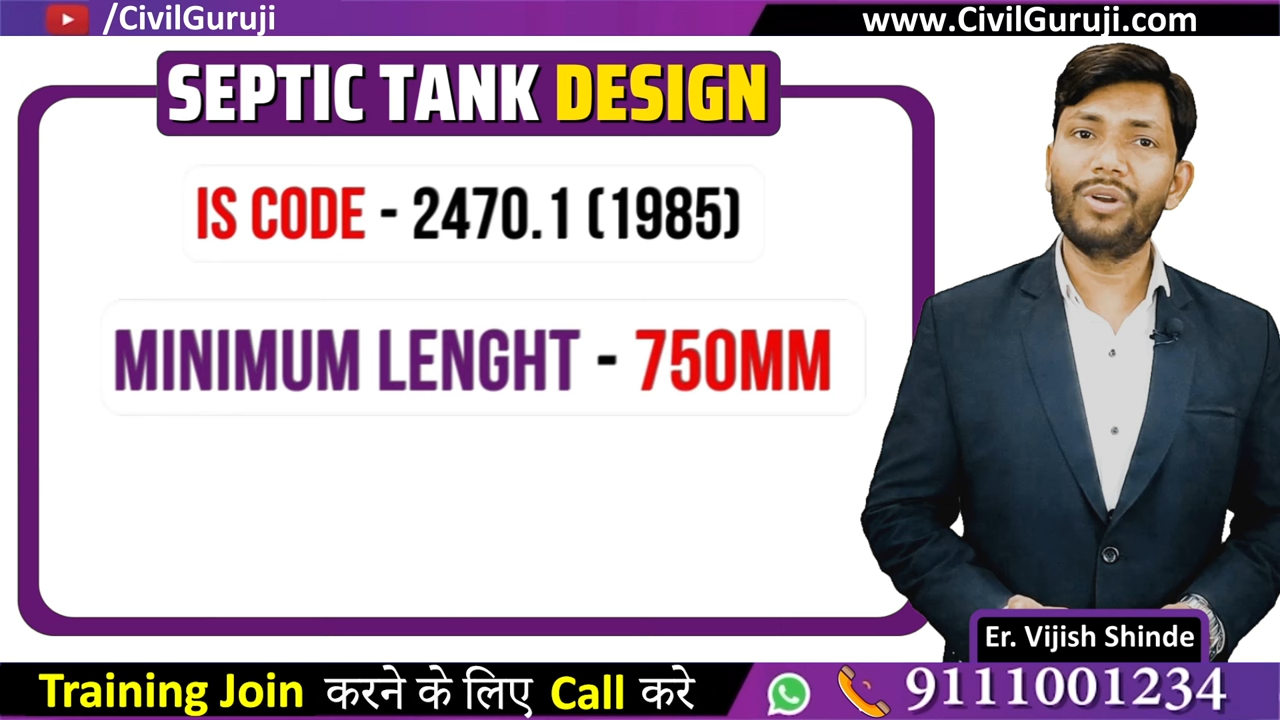 /CivilGuruji
www.CivilGuruji.com
SEPTIC TANK DESIGN
IS CODE - 2470.1 (1985)
MINIMUM LENGHT - 750MM
Er. Vijish Shinde
Training Join करने के लिए Call करे
9111001234